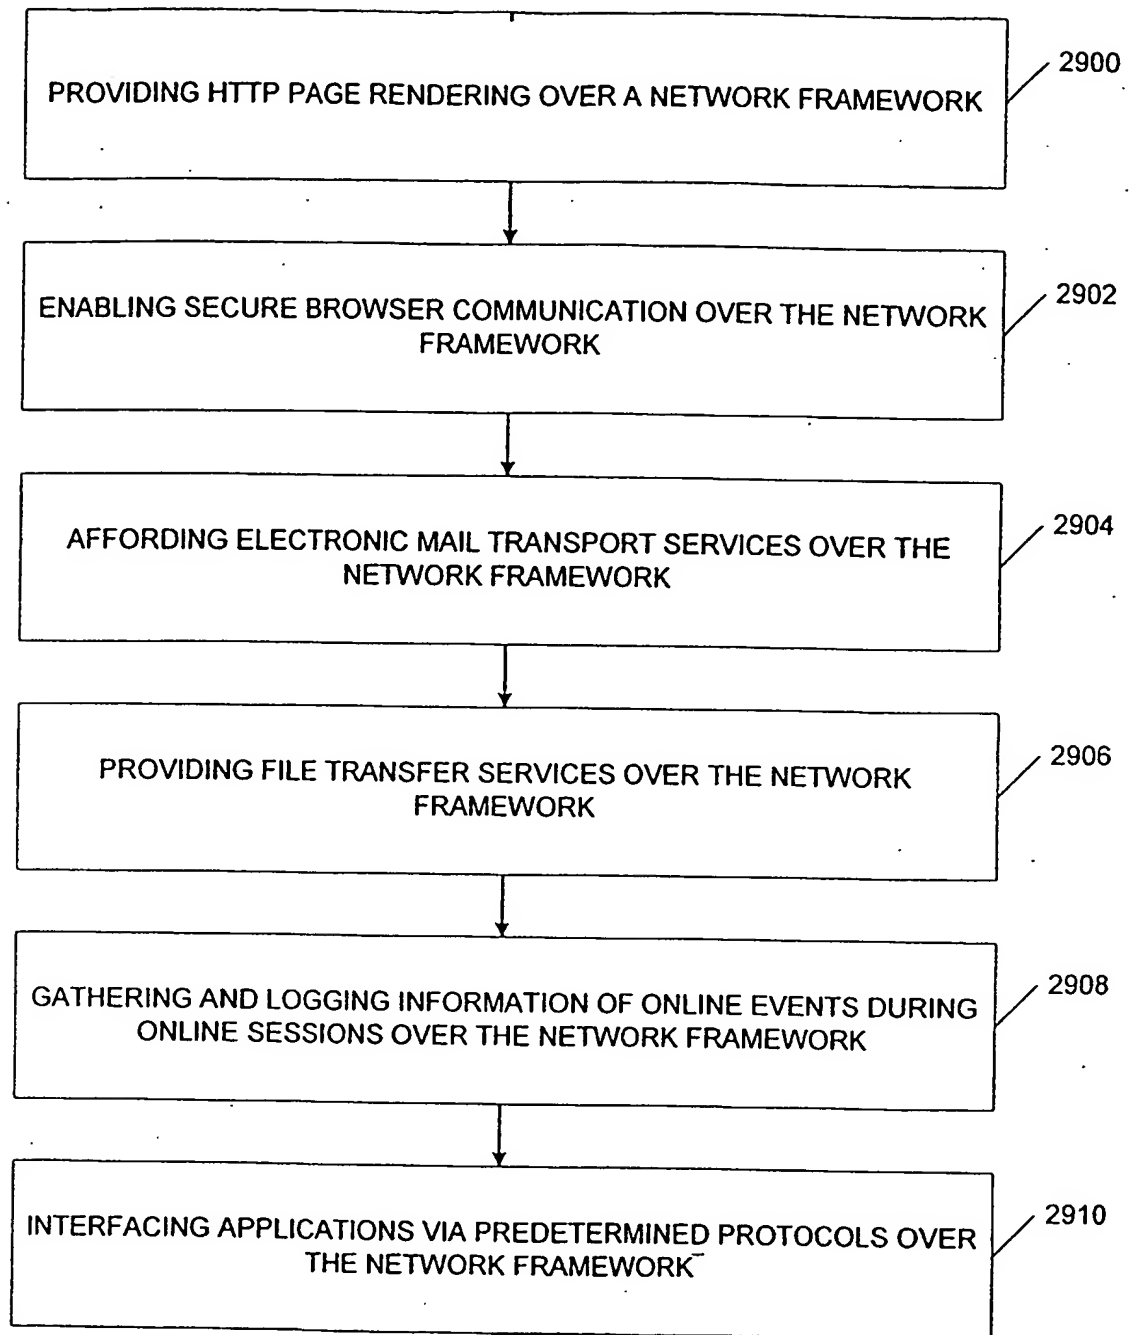 2900
PROVIDING HTTP PAGE RENDERING OVER A NETWORK FRAMEWORK
2902
ENABLING SECURE BROWSER COMMUNICATION OVER THE NETWORK
FRAMEWORK
2904
AFFORDING ELECTRONIC MAIL TRANSPORT SERVICES OVER THE
NETWORK FRAMEWORK
2906
PROVIDING FILE TRANSFER SERVICES OVER THE NETWORK
FRAMEWORK
2908
GATHERING AND LOGGING INFORMATION OF ONLINE EVENTS DURING
ONLINE SESSIONS OVER THE NETWORK FRAMEWORK
2910
INTERFACING APPLICATIONS VIA PREDETERMINED PROTOCOLS OVER
THE NETWORK FRAMEWORK